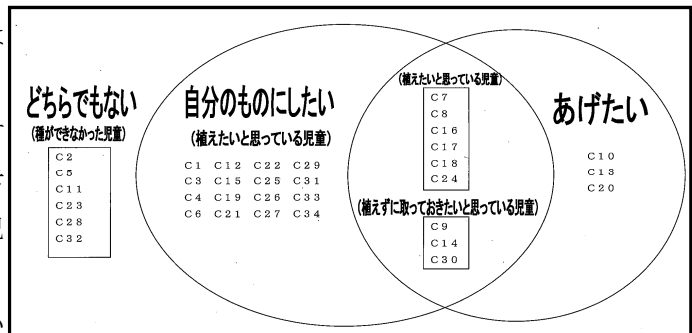 どちらでもない
(種ができなかった児童)
C2
C5
C11
C23
C28
C32
自分のものにしたい
(植えたいと思っている児童)
C1 C12 C22 C29
C3 C15 C25 C31
C4 C19 C26 C33
C6 C21 C27 C34
(植えたいと思っている児童)
C7
C8
C16
C17
C18
C24
(植えずに取っておきたいと思っている児童)
C9
C14
C30
あげたい
C10
C13
C20